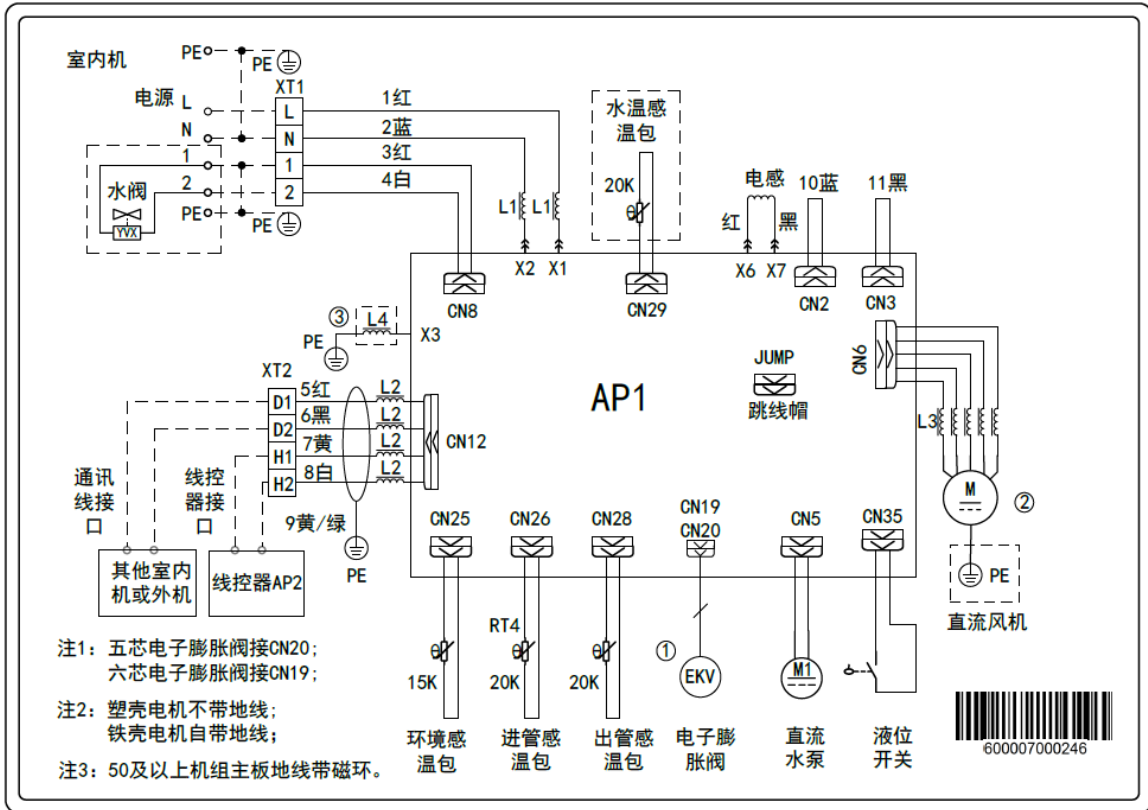 室内机
PE
PE
XT1
电源
L
L
1红
N
N
2蓝
1
1
3红
2
2
4白
水阀
YVX
PE
PE
L1
L1
X2
X1
水温感
温包
20K
θ
电感
红
黑
X6
X7
10蓝
11黑
CN8
CN29
CN2
CN3
③
L4
PE
X3
CN6
JUMP
跳线帽
AP1
XT2
D1
5红
L2
D2
6黑
L2
H1
7黄
L2
H2
8白
L2
CN12
9黄/绿
PE
L3
M
②
PE
直流风机
通讯
线接
口
线控
器接
口
其他室内
机或外机
线控器AP2
CN25
CN26
CN28
CN19
CN20
CN5
CN35
θ
15K
RT4
θ
20K
θ
20K
①
EKV
M1
环境感
温包
进管感
温包
出管感
温包
电子膨
胀阀
直流
水泵
液位
开关
注1: 五芯电子膨胀阀接CN20;
六芯电子膨胀阀接CN19;
注2: 塑壳电机不带地线;
铁壳电机自带地线;
注3: 50及以上机组主板地线带磁环。
600007000246